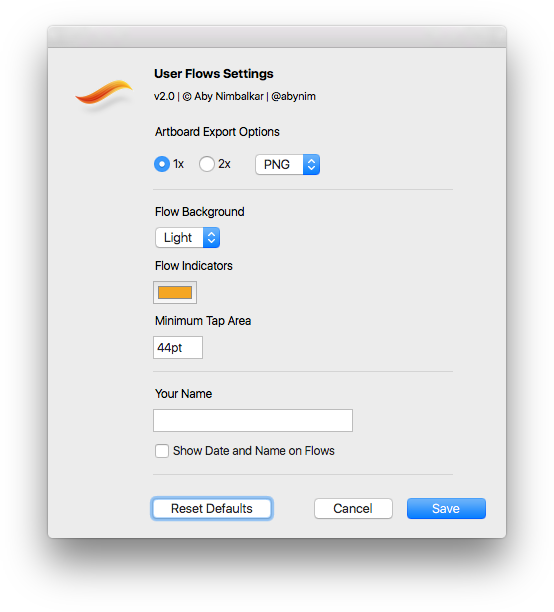 User Flows Settings
v2.0 | © Aby Nimbalkar | @abynim
Artboard Export Options
1x 2x PNG
Flow Background
Light
Flow Indicators
Minimum Tap Area
44pt
Your Name
Show Date and Name on Flows
Reset Defaults Cancel Save